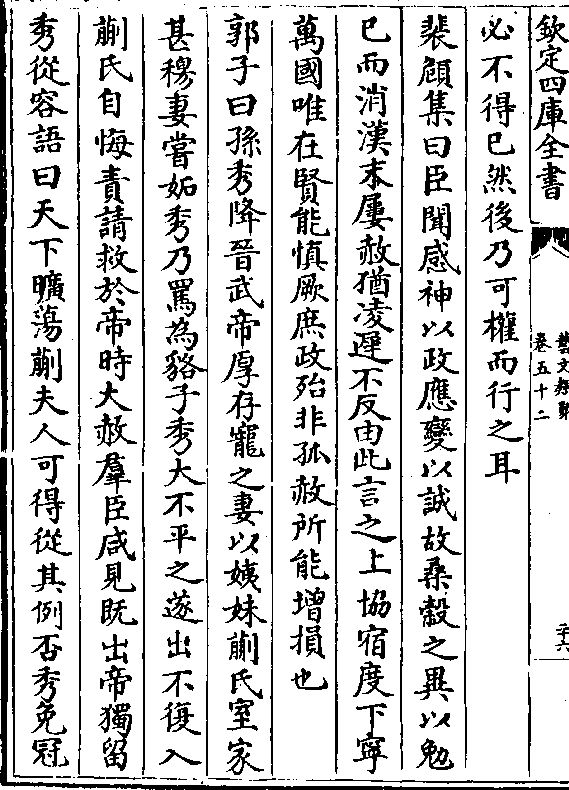 欽定四庫全書
藝文類聚
卷五十二
二十六
必不得已然後乃可權而行之耳
裴頠集曰臣聞感神以政應變以誠故桑穀之異以勉
已而消漢末屢赦猶凌遲不反由此言之上協宿度下寧
萬國唯在賢能慎厥庶政殆非孤赦所能增損也
郭子曰孫秀降晉武帝厚存寵之妻以姨妹蒯氏室家
甚穆妻嘗妬秀乃罵為貉子秀大不平之遂出不復入
蒯氏自悔責請救於帝時大赦羣臣咸見既出帝獨留
秀從容語曰天下曠蕩蒯夫人可得從其例否秀免冠